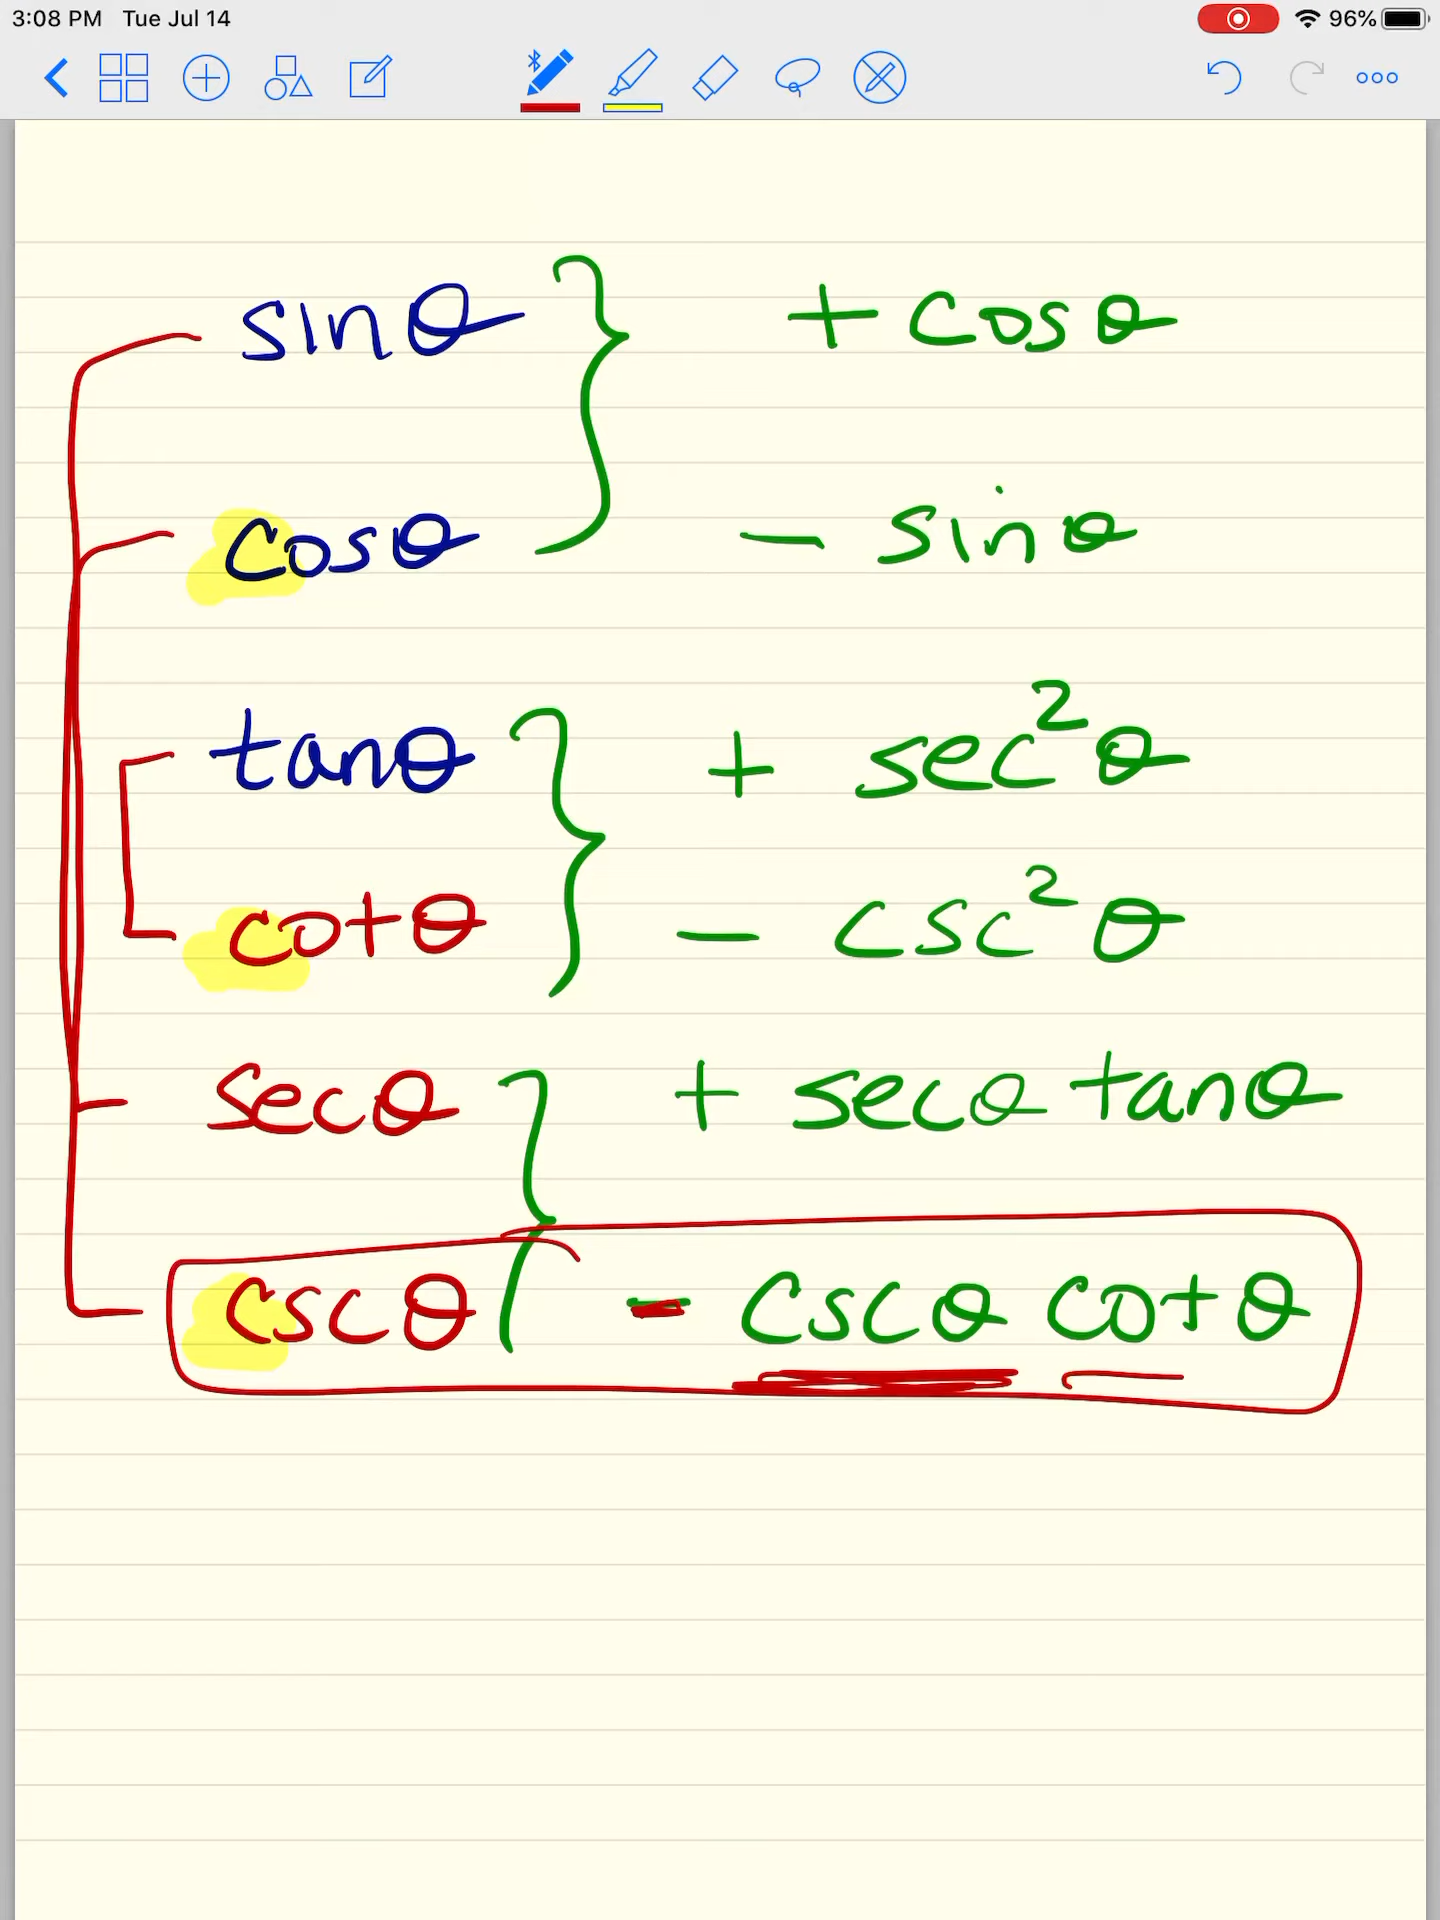 3:08 PM Tue Jul 14 96%
sinθ + cosθ
cosθ - sinθ
tanθ + sec²θ
cotθ - csc²θ
secθ + secθ tanθ
cscθ - cscθ cotθ